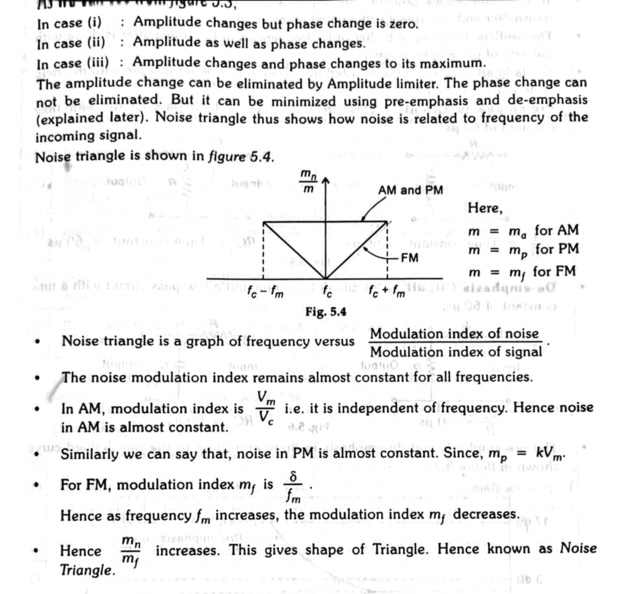 figure 5.3,
In case (i) : Amplitude changes but phase change is zero.
In case (ii) : Amplitude as well as phase changes.
In case (iii) : Amplitude changes and phase changes to its maximum.
The amplitude change can be eliminated by Amplitude limiter. The phase change can
not be eliminated. But it can be minimized using pre-emphasis and de-emphasis
(explained later). Noise triangle thus shows how noise is related to frequency of the
incoming signal.
Noise triangle is shown in figure 5.4.
mₙ/m
AM and PM
FM
f꜀ – fₘ f꜀ f꜀ + fₘ
Fig. 5.4
Here,
m = mₐ for AM
m = mₚ for PM
m = m_f for FM
• Noise triangle is a graph of frequency versus Modulation index of noise / Modulation index of signal .
• The noise modulation index remains almost constant for all frequencies.
• In AM, modulation index is Vₘ/V꜀ i.e. it is independent of frequency. Hence noise
in AM is almost constant.
• Similarly we can say that, noise in PM is almost constant. Since, mₚ = kVₘ.
• For FM, modulation index m_f is δ/fₘ .
Hence as frequency fₘ increases, the modulation index m_f decreases.
• Hence mₙ/m_f increases. This gives shape of Triangle. Hence known as Noise
Triangle.